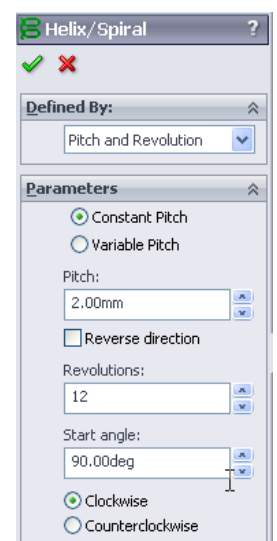 Helix/Spiral ?
Defined By:
Pitch and Revolution
Parameters
Constant Pitch
Variable Pitch
Pitch:
2.00mm
Reverse direction
Revolutions:
12
Start angle:
90.00deg
Clockwise
Counterclockwise